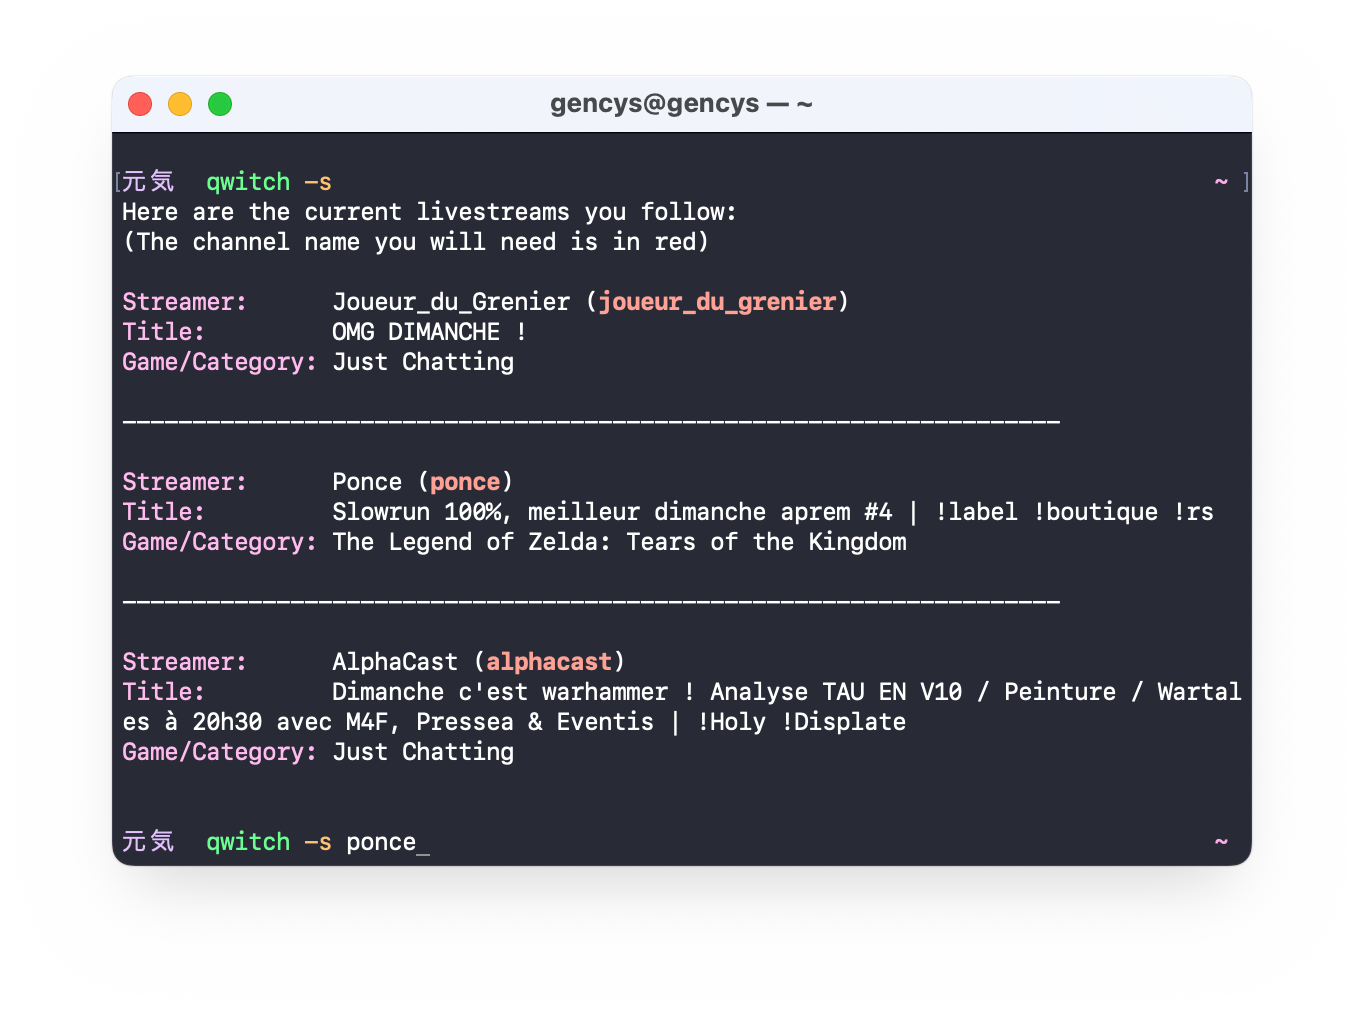 gencys@gencys — ~
[元気 qwitch -s ~ ]
Here are the current livestreams you follow:
(The channel name you will need is in red)
Streamer: Joueur_du_Grenier (joueur_du_grenier)
Title: OMG DIMANCHE !
Game/Category: Just Chatting
___________________________________________________________________
Streamer: Ponce (ponce)
Title: Slowrun 100%, meilleur dimanche aprem #4 | !label !boutique !rs
Game/Category: The Legend of Zelda: Tears of the Kingdom
___________________________________________________________________
Streamer: AlphaCast (alphacast)
Title: Dimanche c'est warhammer ! Analyse TAU EN V10 / Peinture / Wartal
es à 20h30 avec M4F, Pressea & Eventis | !Holy !Displate
Game/Category: Just Chatting
元気 qwitch -s ponce_ ~